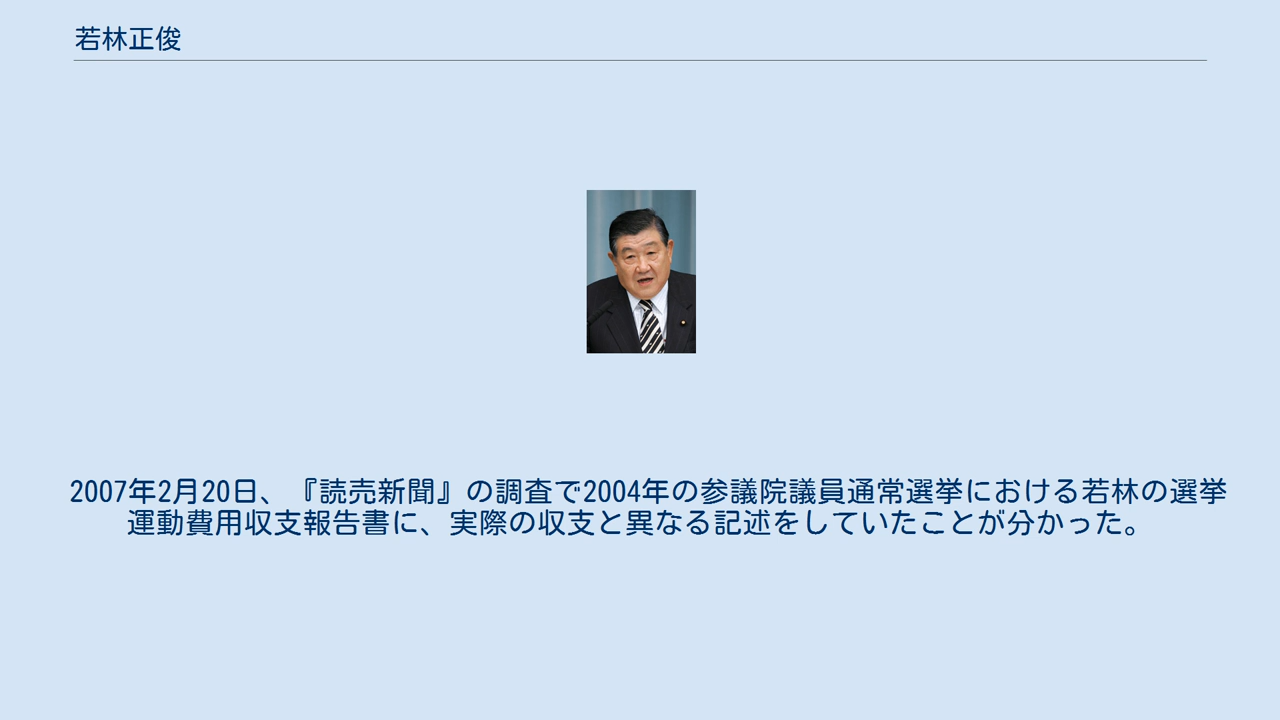 若林正俊
2007年2月20日、『読売新聞』の調査で2004年の参議院議員通常選挙における若林の選挙
運動費用収支報告書に、実際の収支と異なる記述をしていたことが分かった。